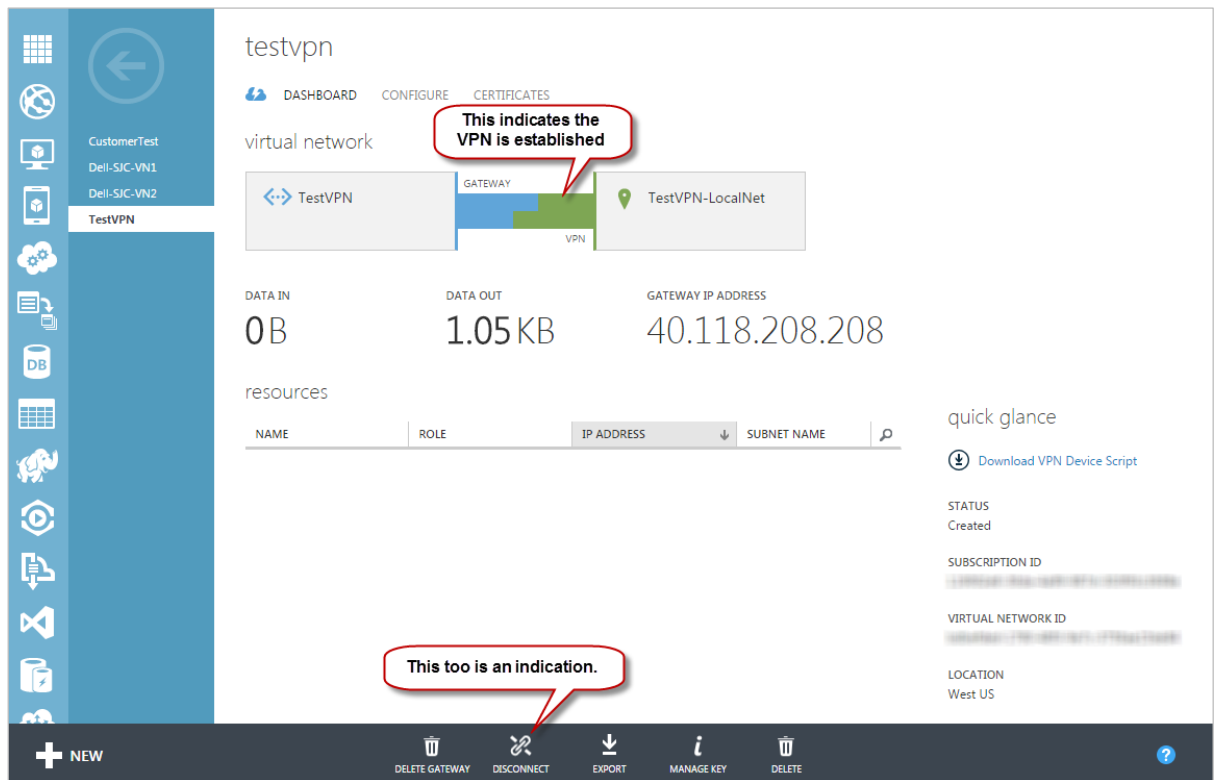 testvpn
DASHBOARD CONFIGURE CERTIFICATES
This indicates the
VPN is established
CustomerTest
Dell-SJC-VN1
Dell-SJC-VN2
TestVPN
virtual network
TestVPN
GATEWAY
VPN
TestVPN-LocalNet
DATA IN
0 B
DATA OUT
1.05 KB
GATEWAY IP ADDRESS
40.118.208.208
resources
NAME ROLE IP ADDRESS SUBNET NAME
quick glance
Download VPN Device Script
STATUS
Created
SUBSCRIPTION ID
VIRTUAL NETWORK ID
LOCATION
West US
DB
This too is an indication.
NEW
DELETE GATEWAY DISCONNECT EXPORT MANAGE KEY DELETE
?